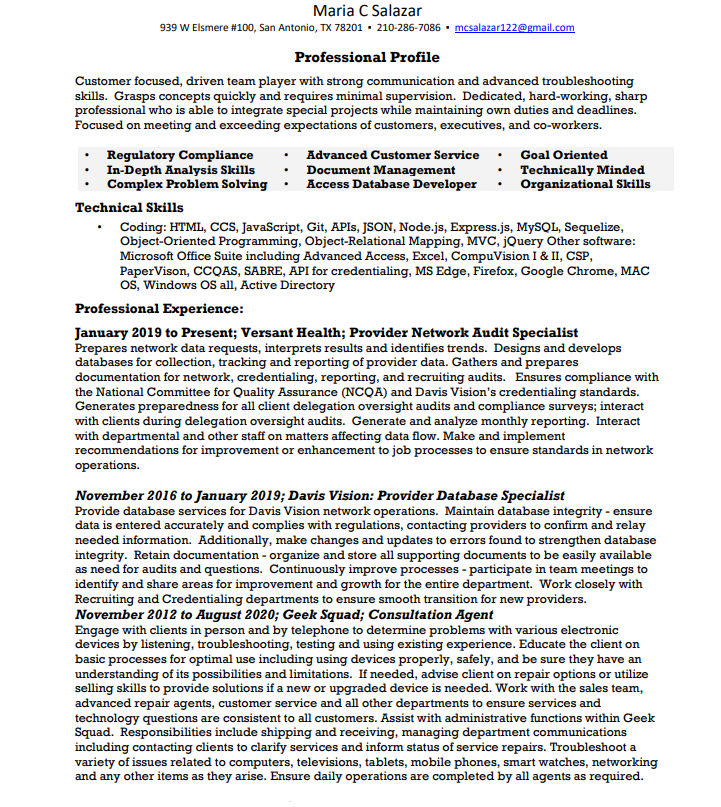 Maria C Salazar
939 W Elsmere #100, San Antonio, TX 78201 • 210-286-7086 • mcsalazar122@gmail.com
Professional Profile
Customer focused, driven team player with strong communication and advanced troubleshooting
skills. Grasps concepts quickly and requires minimal supervision. Dedicated, hard-working, sharp
professional who is able to integrate special projects while maintaining own duties and deadlines.
Focused on meeting and exceeding expectations of customers, executives, and co-workers.
• Regulatory Compliance • Advanced Customer Service • Goal Oriented
• In-Depth Analysis Skills • Document Management • Technically Minded
• Complex Problem Solving • Access Database Developer • Organizational Skills
Technical Skills
• Coding: HTML, CCS, JavaScript, Git, APIs, JSON, Node.js, Express.js, MySQL, Sequelize,
Object-Oriented Programming, Object-Relational Mapping, MVC, jQuery Other software:
Microsoft Office Suite including Advanced Access, Excel, CompuVision I & II, CSP,
PaperVison, CCQAS, SABRE, API for credentialing, MS Edge, Firefox, Google Chrome, MAC
OS, Windows OS all, Active Directory
Professional Experience:
January 2019 to Present; Versant Health; Provider Network Audit Specialist
Prepares network data requests, interprets results and identifies trends. Designs and develops
databases for collection, tracking and reporting of provider data. Gathers and prepares
documentation for network, credentialing, reporting, and recruiting audits. Ensures compliance with
the National Committee for Quality Assurance (NCQA) and Davis Vision's credentialing standards.
Generates preparedness for all client delegation oversight audits and compliance surveys; interact
with clients during delegation oversight audits. Generate and analyze monthly reporting. Interact
with departmental and other staff on matters affecting data flow. Make and implement
recommendations for improvement or enhancement to job processes to ensure standards in network
operations.
November 2016 to January 2019; Davis Vision: Provider Database Specialist
Provide database services for Davis Vision network operations. Maintain database integrity - ensure
data is entered accurately and complies with regulations, contacting providers to confirm and relay
needed information. Additionally, make changes and updates to errors found to strengthen database
integrity. Retain documentation - organize and store all supporting documents to be easily available
as need for audits and questions. Continuously improve processes - participate in team meetings to
identify and share areas for improvement and growth for the entire department. Work closely with
Recruiting and Credentialing departments to ensure smooth transition for new providers.
November 2012 to August 2020; Geek Squad; Consultation Agent
Engage with clients in person and by telephone to determine problems with various electronic
devices by listening, troubleshooting, testing and using existing experience. Educate the client on
basic processes for optimal use including using devices properly, safely, and be sure they have an
understanding of its possibilities and limitations. If needed, advise client on repair options or utilize
selling skills to provide solutions if a new or upgraded device is needed. Work with the sales team,
advanced repair agents, customer service and all other departments to ensure services and
technology questions are consistent to all customers. Assist with administrative functions within Geek
Squad. Responsibilities include shipping and receiving, managing department communications
including contacting clients to clarify services and inform status of service repairs. Troubleshoot a
variety of issues related to computers, televisions, tablets, mobile phones, smart watches, networking
and any other items as they arise. Ensure daily operations are completed by all agents as required.